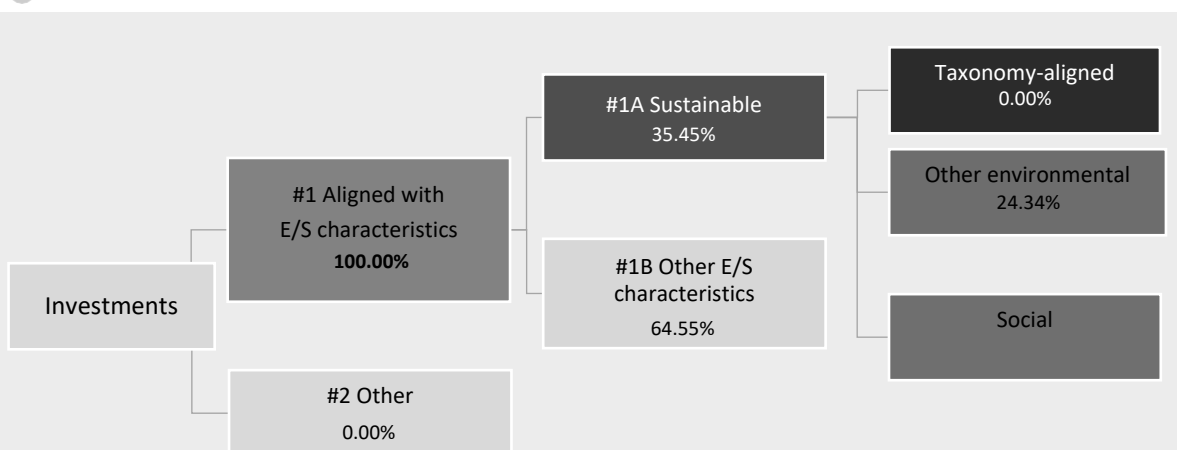 Investments
#1 Aligned with
E/S characteristics
100.00%
#2 Other
0.00%
#1A Sustainable
35.45%
#1B Other E/S
characteristics
64.55%
Taxonomy-aligned
0.00%
Other environmental
24.34%
Social